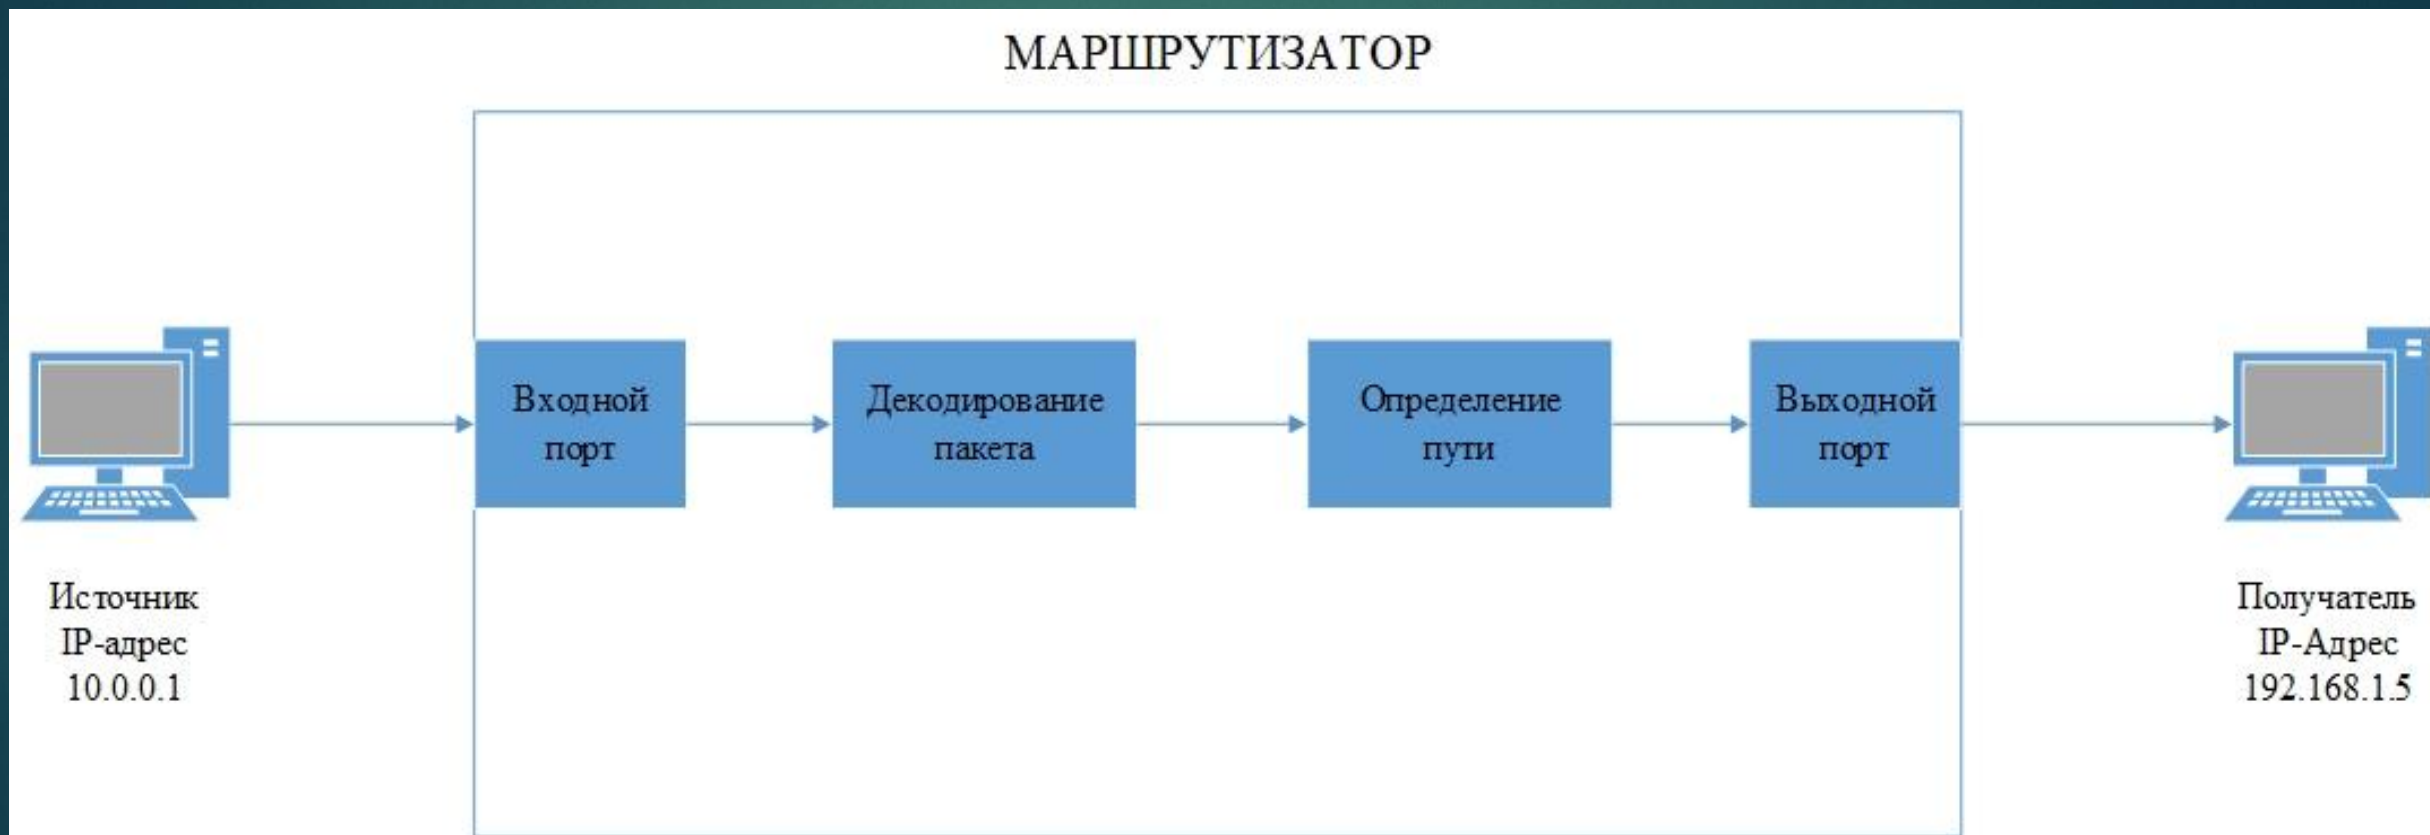 МАРШРУТИЗАТОР
Входной
порт
Декодирование
пакета
Определение
пути
Выходной
порт
Источник
IP-адрес
10.0.0.1
Получатель
IP-Адрес
192.168.1.5